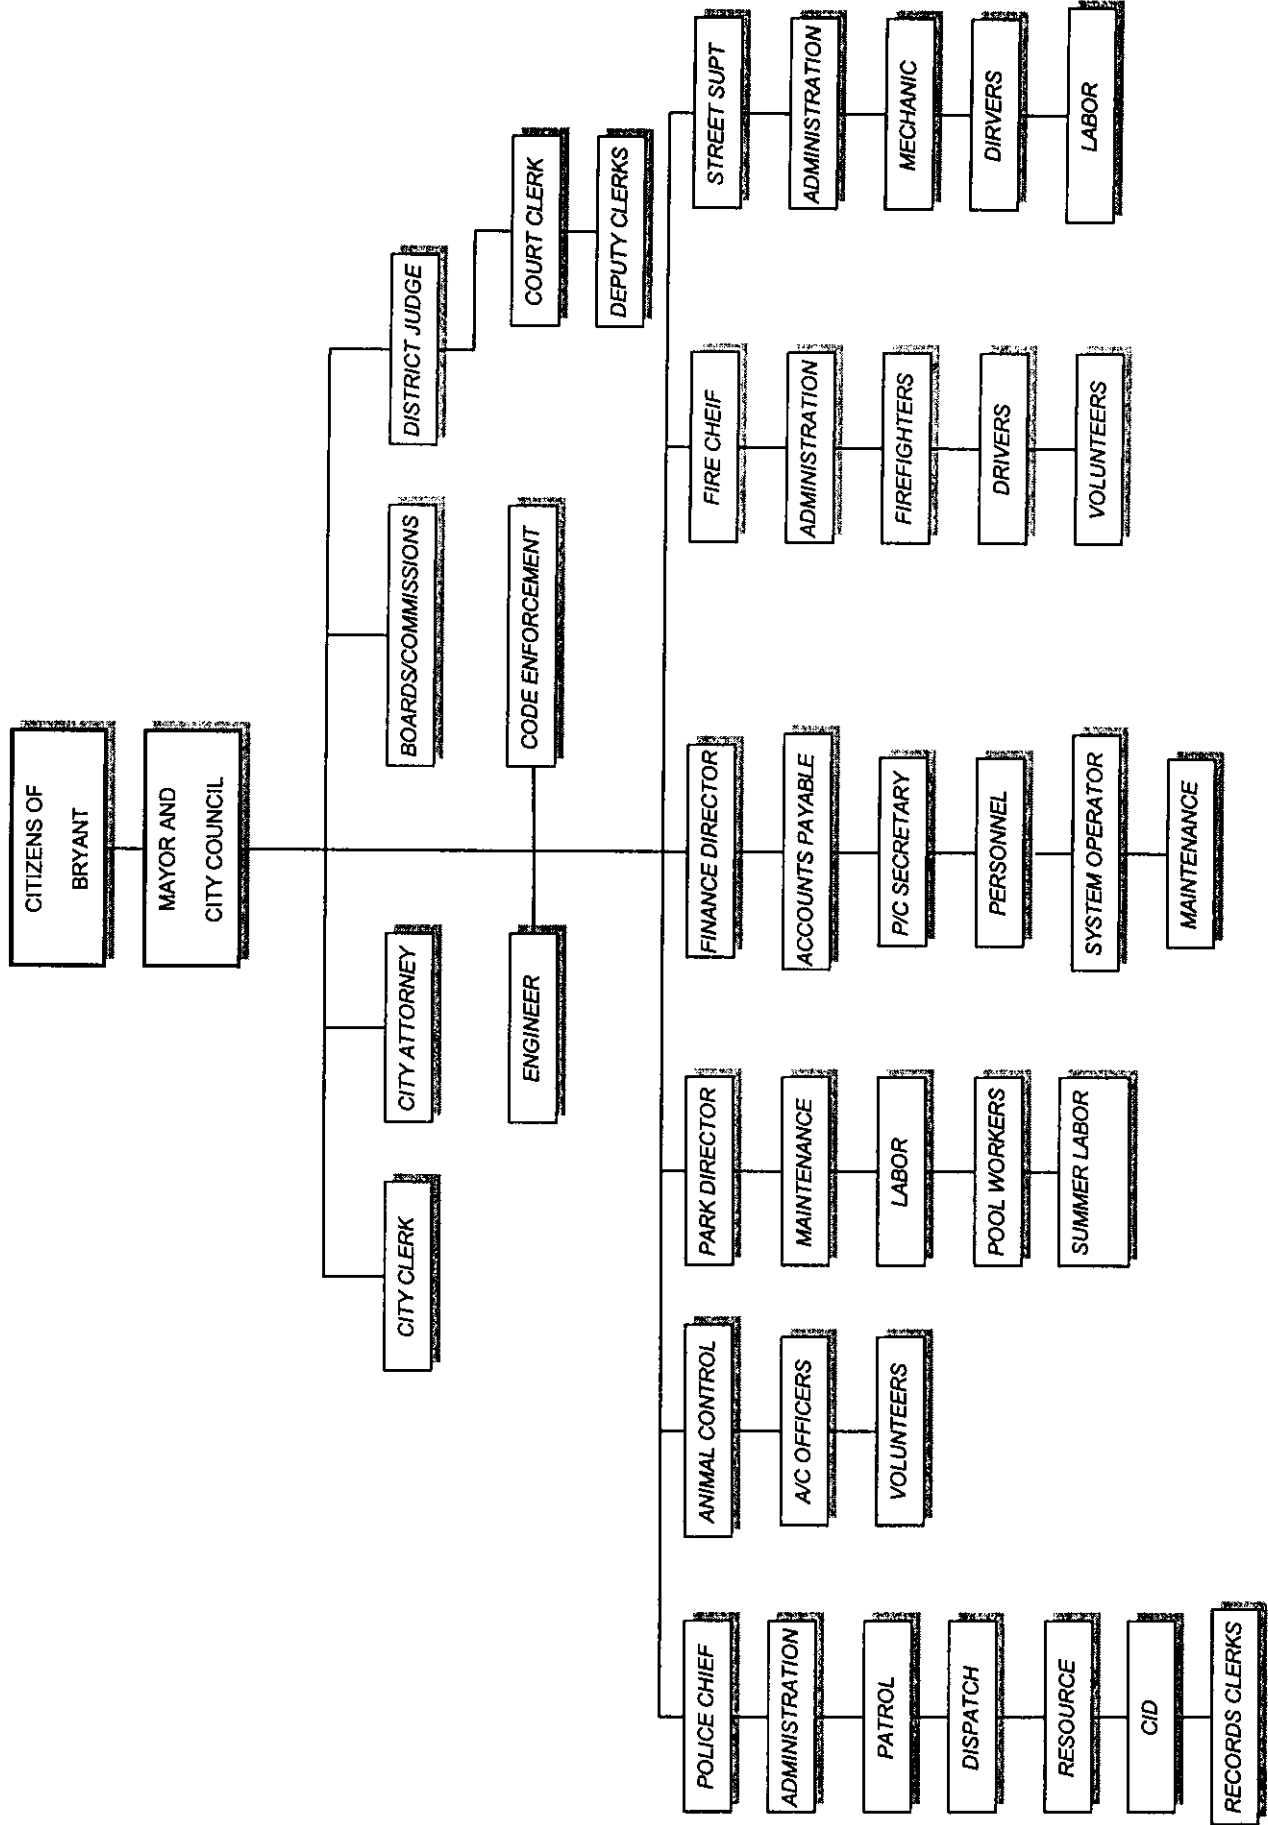 CITIZENS OF
BRYANT
MAYOR AND
CITY COUNCIL
CITY CLERK
CITY ATTORNEY
BOARDS/COMMISSIONS
DISTRICT JUDGE
ENGINEER
CODE ENFORCEMENT
COURT CLERK
DEPUTY CLERKS
POLICE CHIEF
ADMINISTRATION
PATROL
DISPATCH
RESOURCE
CID
RECORDS CLERKS
ANIMAL CONTROL
A/C OFFICERS
VOLUNTEERS
PARK DIRECTOR
MAINTENANCE
LABOR
POOL WORKERS
SUMMER LABOR
FINANCE DIRECTOR
ACCOUNTS PAYABLE
P/C SECRETARY
PERSONNEL
SYSTEM OPERATOR
MAINTENANCE
FIRE CHEIF
ADMINISTRATION
FIREFIGHTERS
DRIVERS
VOLUNTEERS
STREET SUPT
ADMINISTRATION
MECHANIC
DIRVERS
LABOR